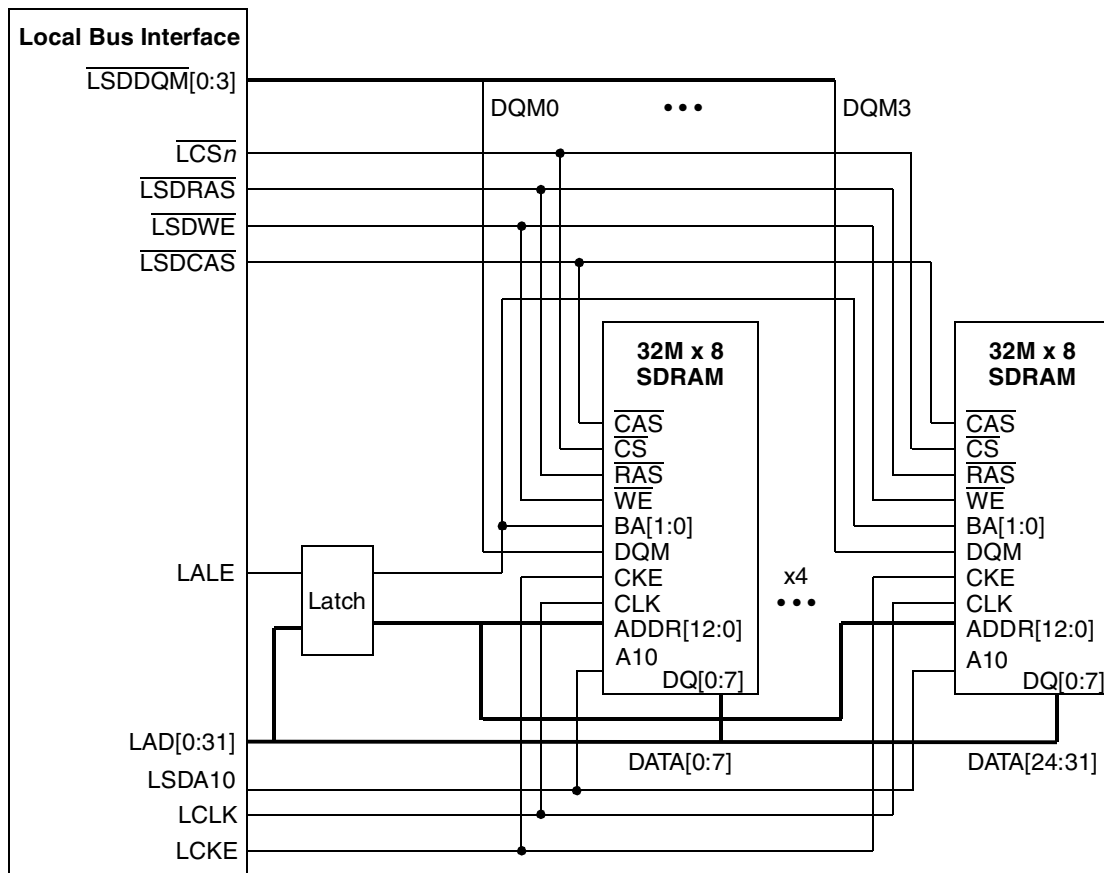 Local Bus Interface
LSDDQM[0:3]
DQM0
•••
DQM3
LCSn
LSDRAS
LSDWE
LSDCAS
LALE
Latch
LAD[0:31]
LSDA10
LCLK
LCKE
32M x 8
SDRAM
CAS
CS
RAS
WE
BA[1:0]
DQM
CKE
CLK
ADDR[12:0]
A10
DQ[0:7]
DATA[0:7]
x4
•••
32M x 8
SDRAM
CAS
CS
RAS
WE
BA[1:0]
DQM
CKE
CLK
ADDR[12:0]
A10
DQ[0:7]
DATA[24:31]